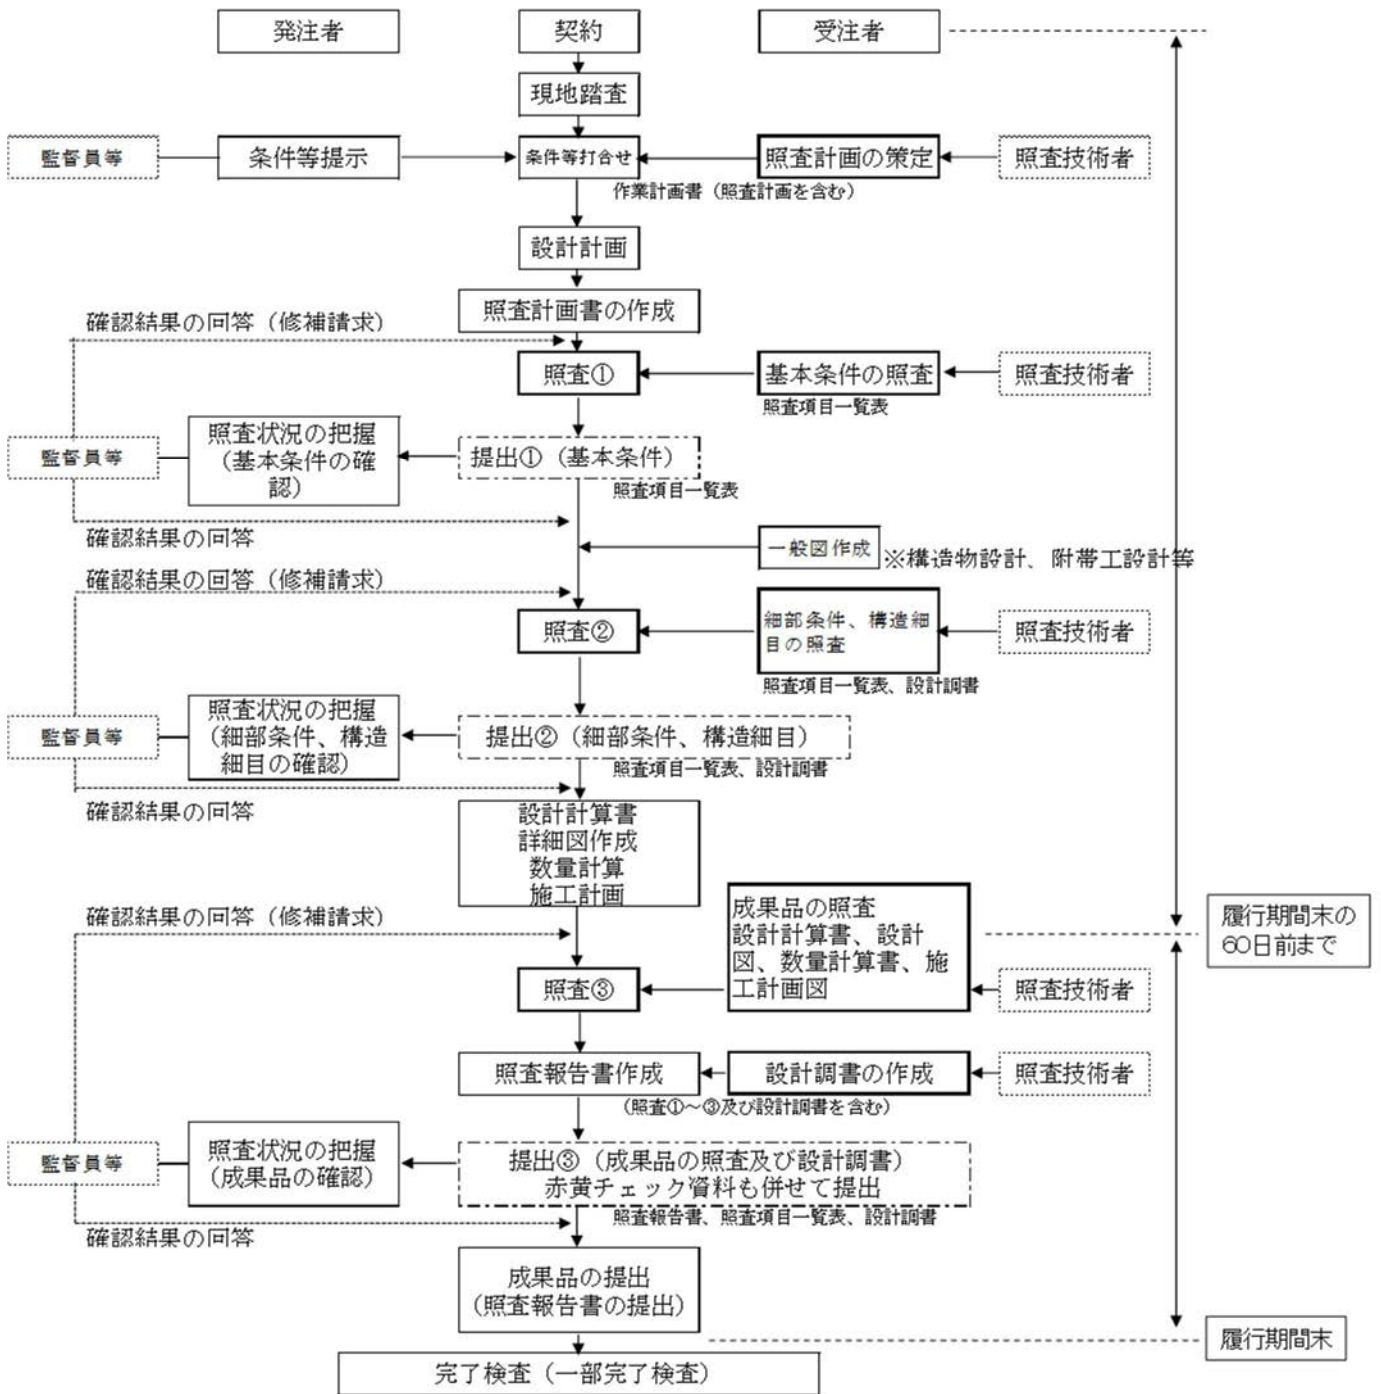 発注者
契約
受注者
現地踏査
監督員等
条件等提示
条件等打合せ
照査計画の策定
照査技術者
作業計画書（照査計画を含む）
設計計画
照査計画書の作成
確認結果の回答（修補請求）
照査①
基本条件の照査
照査技術者
照査項目一覧表
監督員等
照査状況の把握
（基本条件の確
認）
提出①（基本条件）
照査項目一覧表
確認結果の回答
一般図作成
※構造物設計、附帯工設計等
確認結果の回答（修補請求）
照査②
細部条件、構造細
目の照査
照査技術者
照査項目一覧表、設計調書
監督員等
照査状況の把握
（細部条件、構造
細目の確認）
提出②（細部条件、構造細目）
照査項目一覧表、設計調書
確認結果の回答
設計計算書
詳細図作成
数量計算
施工計画
確認結果の回答（修補請求）
成果品の照査
設計計算書、設計
図、数量計算書、施
工計画図
履行期間末の
60日前まで
照査③
照査技術者
照査報告書作成
設計調書の作成
照査技術者
（照査①～③及び設計調書を含む）
監督員等
照査状況の把握
（成果品の確認）
提出③（成果品の照査及び設計調書）
赤黄チェック資料も併せて提出
照査報告書、照査項目一覧表、設計調書
確認結果の回答
成果品の提出
（照査報告書の提出）
履行期間末
完了検査（一部完了検査）